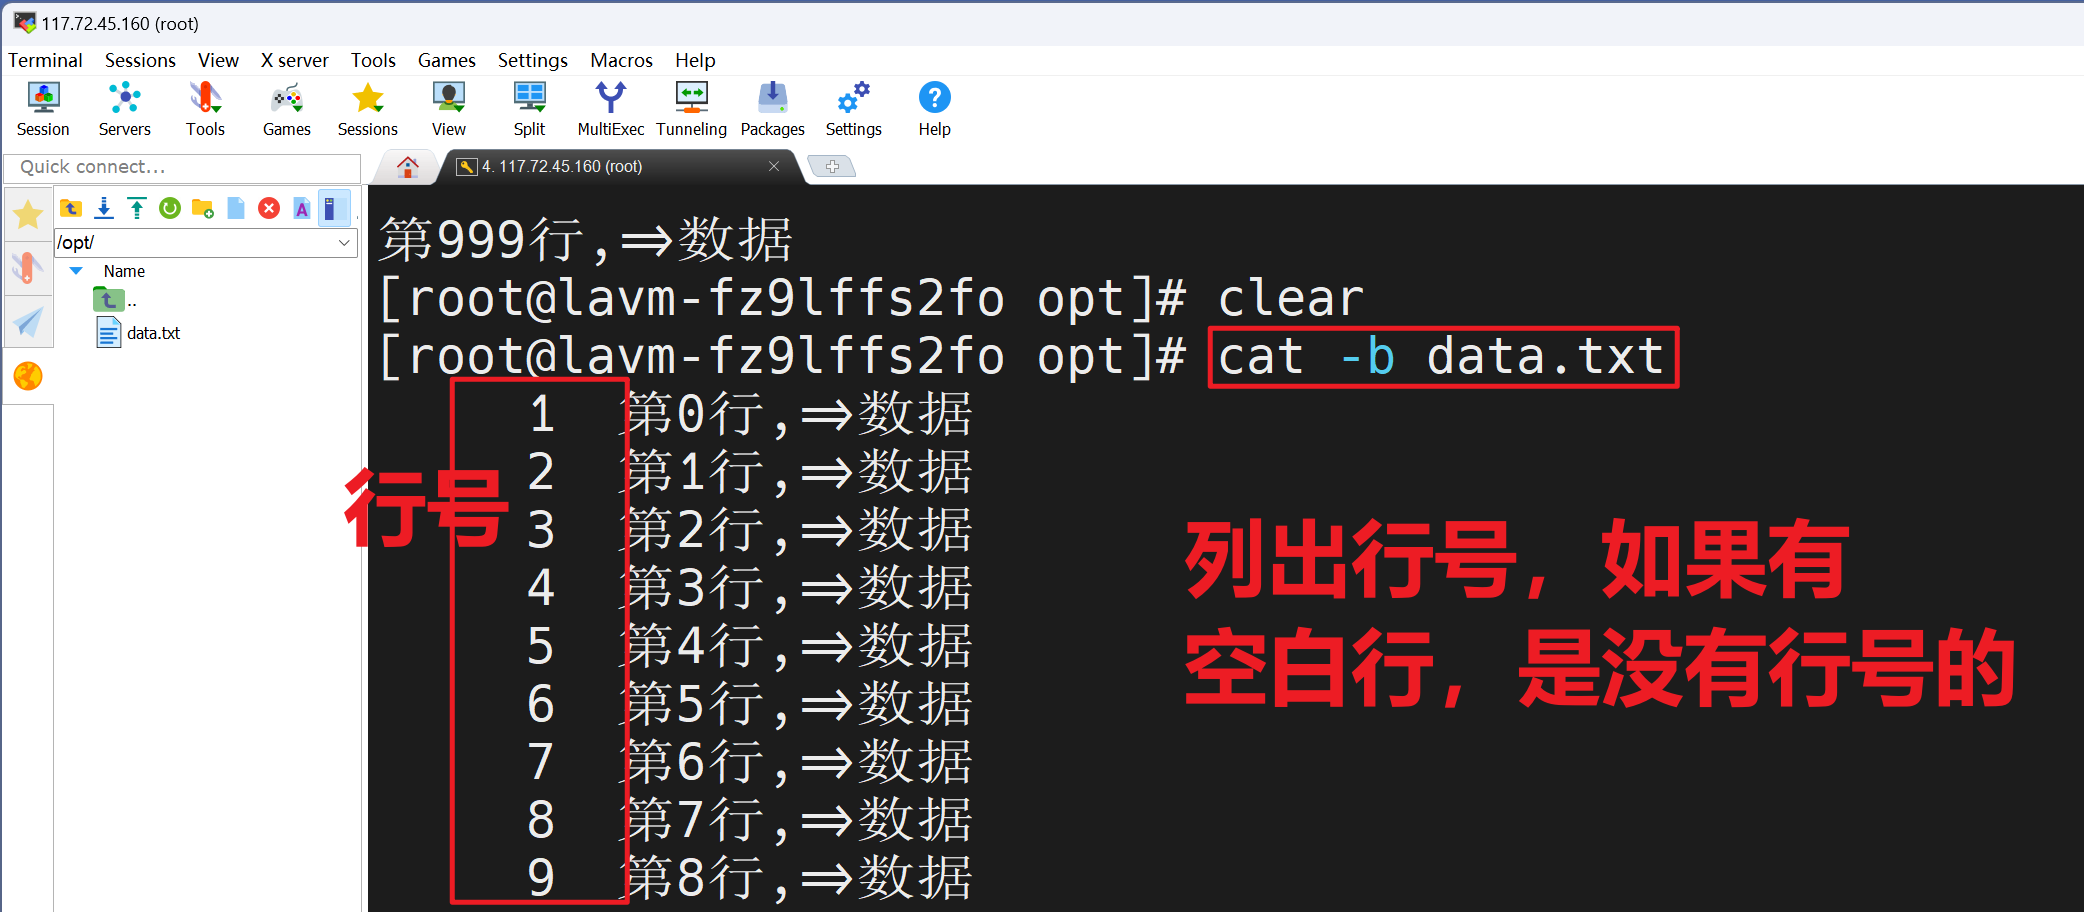 117.72.45.160 (root)
Terminal Sessions View X server Tools Games Settings Macros Help
Session Servers Tools Games Sessions View Split MultiExec Tunneling Packages Settings Help
Quick connect...
4. 117.72.45.160 (root)
/opt/
Name
..
data.txt
第999行,=>数据
[root@lavm-fz9lffs2fo opt]# clear
[root@lavm-fz9lffs2fo opt]# cat -b data.txt
1 第0行,=>数据
2 第1行,=>数据
3 第2行,=>数据
4 第3行,=>数据
5 第4行,=>数据
6 第5行,=>数据
7 第6行,=>数据
8 第7行,=>数据
9 第8行,=>数据
行号
列出行号，如果有
空白行，是没有行号的